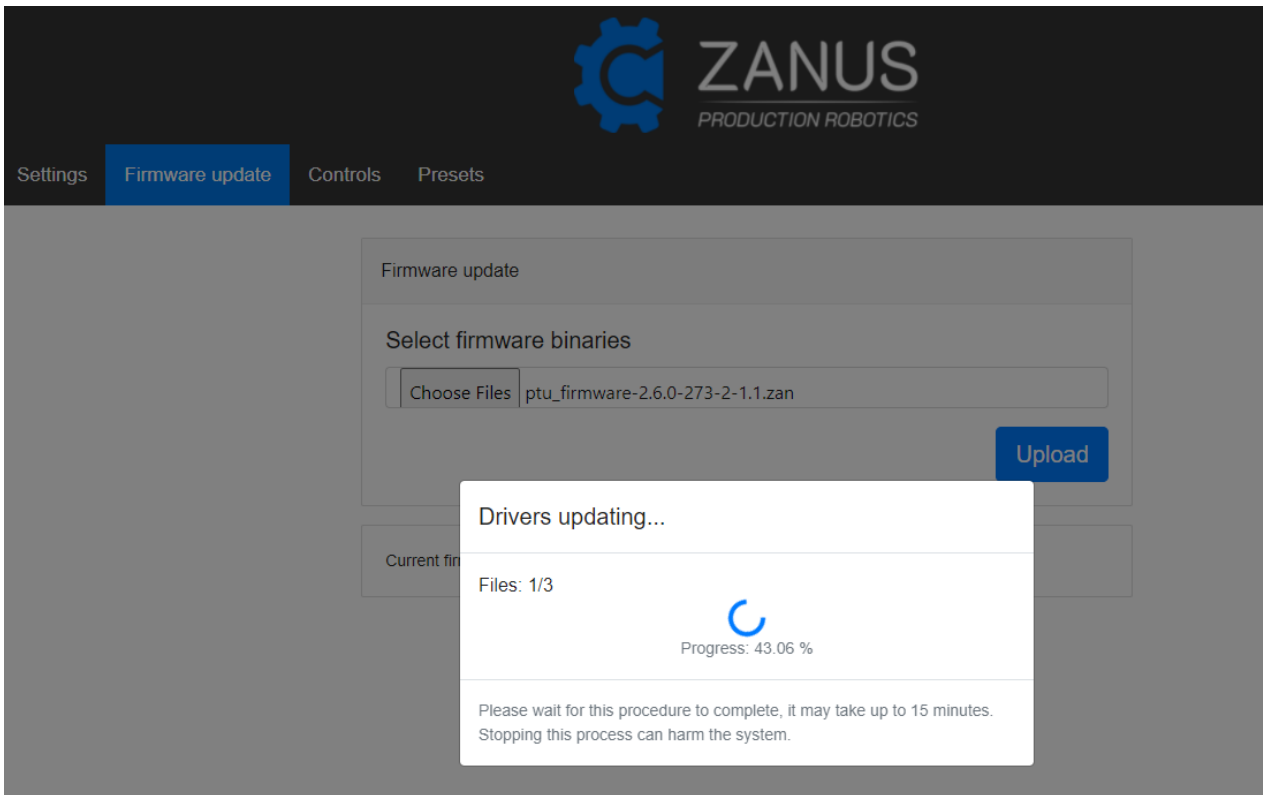 ZANUS
PRODUCTION ROBOTICS
Settings Firmware update Controls Presets
Firmware update
Select firmware binaries
Choose Files ptu_firmware-2.6.0-273-2-1.1.zan
Upload
Drivers updating...
Current fir
Files: 1/3
Progress: 43.06 %
Please wait for this procedure to complete, it may take up to 15 minutes.
Stopping this process can harm the system.